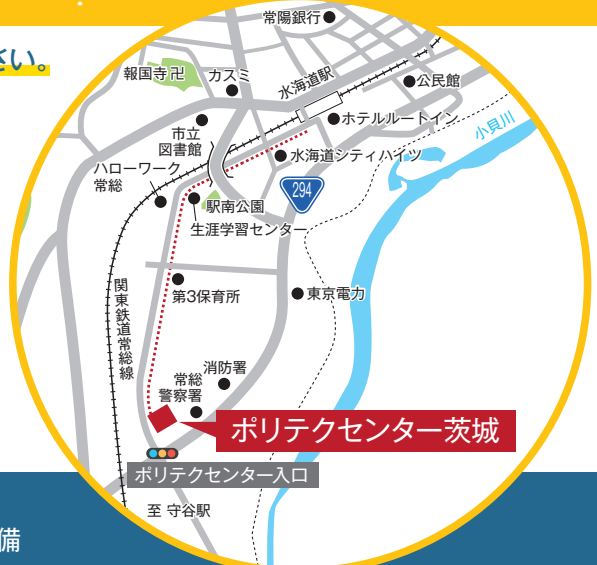 常陽銀行
さい。
報国寺卍
カスミ
水海道駅
公民館
ホテルルートイン
小貝川
市立
図書館
水海道シティハイツ
ハローワーク
常総
294
駅南公園
生涯学習センター
関東鉄道常総線
第3保育所
東京電力
消防署
常総
警察署
ポリテクセンター茨城
ポリテクセンター入口
至 守谷駅
備